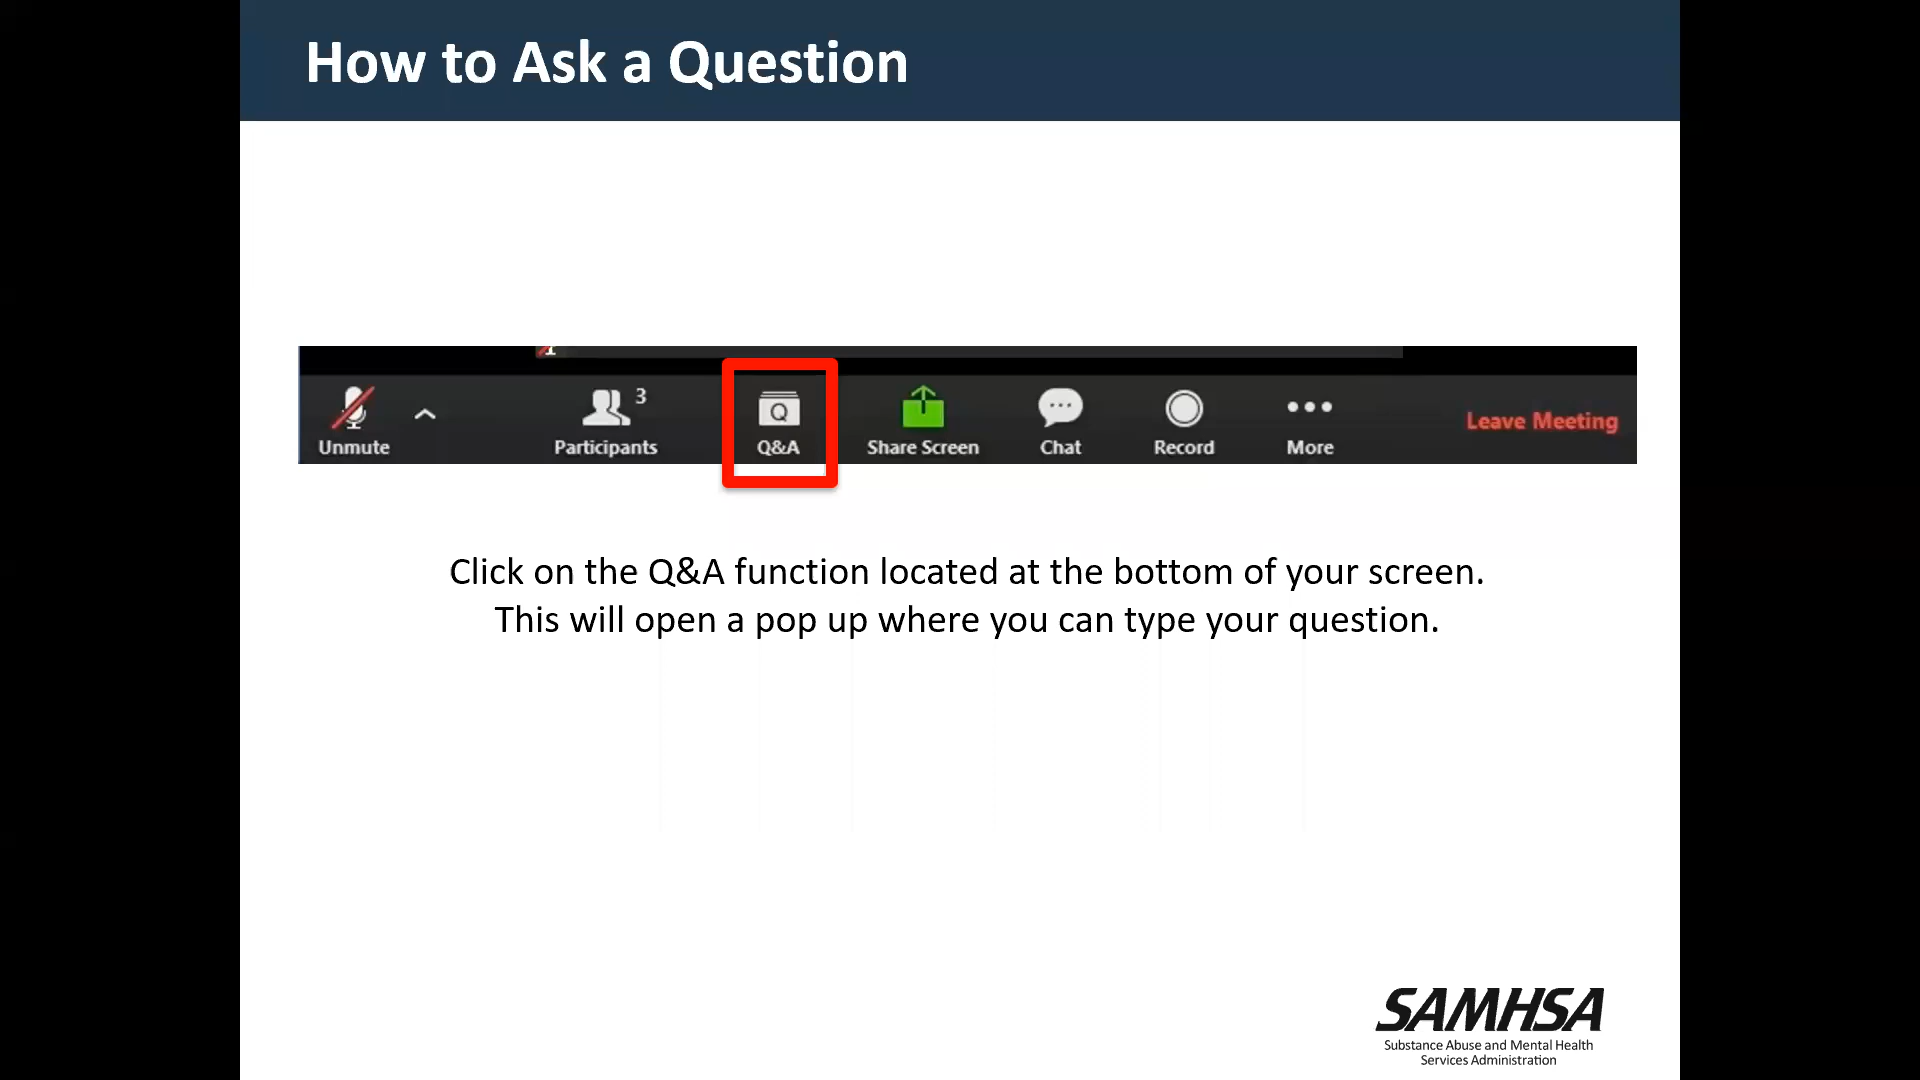 How to Ask a Question
3
Unmute Participants Q&A Share Screen Chat Record More Leave Meeting
Click on the Q&A function located at the bottom of your screen.
This will open a pop up where you can type your question.
SAMHSA
Substance Abuse and Mental Health
Services Administration